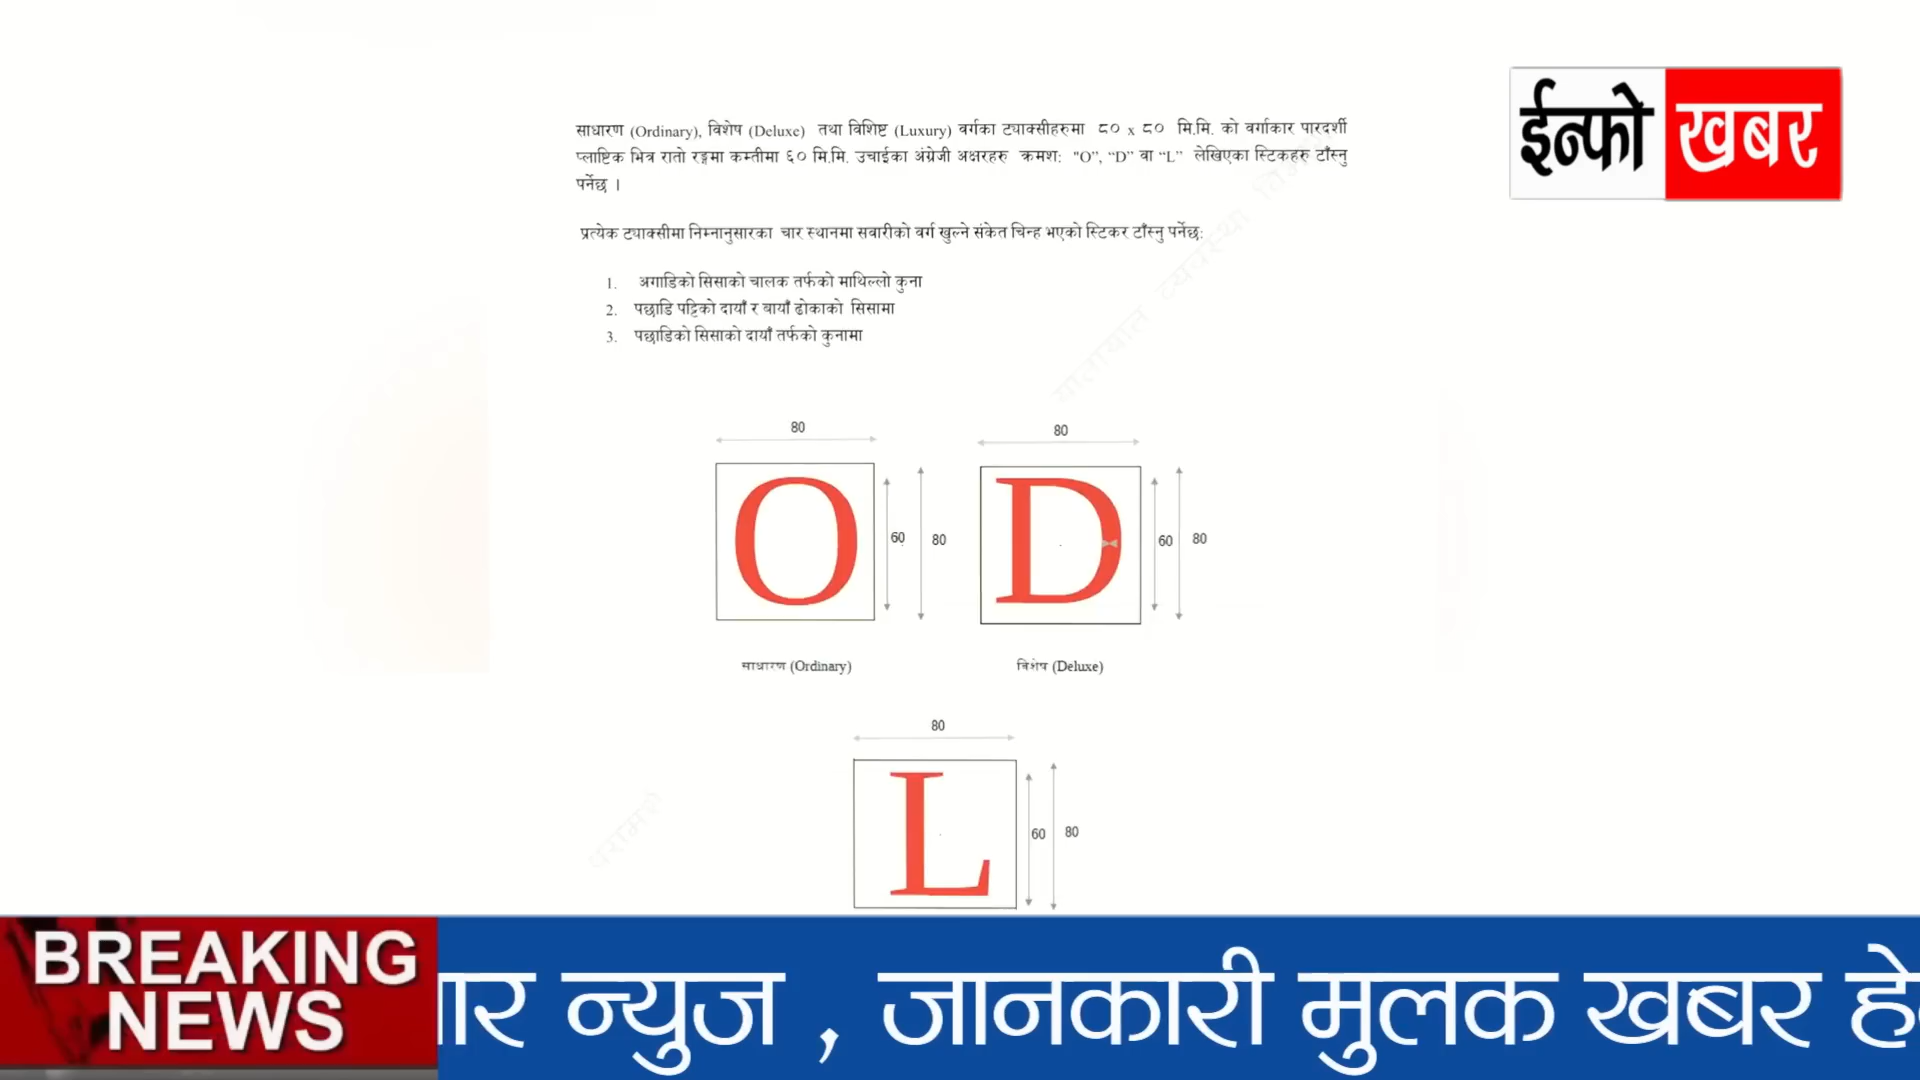 ईन्फो खबर
साधारण (Ordinary), विशेष (Deluxe) तथा विशिष्ट (Luxury) वर्गका ट्याक्सीहरुमा ८० x ८० मि.मि. को वर्गाकार पारदर्शी
प्लाष्टिक भित्र रातो रङ्गमा कम्तीमा ६० मि.मि. उचाईका अंग्रेजी अक्षरहरु क्रमश: "O", “D” वा “L” लेखिएका स्टिकहरु टाँस्नु
पर्नेछ ।
प्रत्येक ट्याक्सीमा निम्नानुसारका चार स्थानमा सवारीको वर्ग खुल्ने संकेत चिन्ह भएको स्टिकर टाँस्नु पर्नेछ:
1. अगाडिको सिसाको चालक तर्फको माथिल्लो कुना
2. पछाडि पट्टिको दायाँ र बायाँ ढोकाको सिसामा
3. पछाडिको सिसाको दायाँ तर्फको कुनामा
80 80
O 60 80 D 60 80
साधारण (Ordinary) विशेष (Deluxe)
80
L 60 80
BREAKING
NEWS
न्युज , जानकारी मुलक खबर